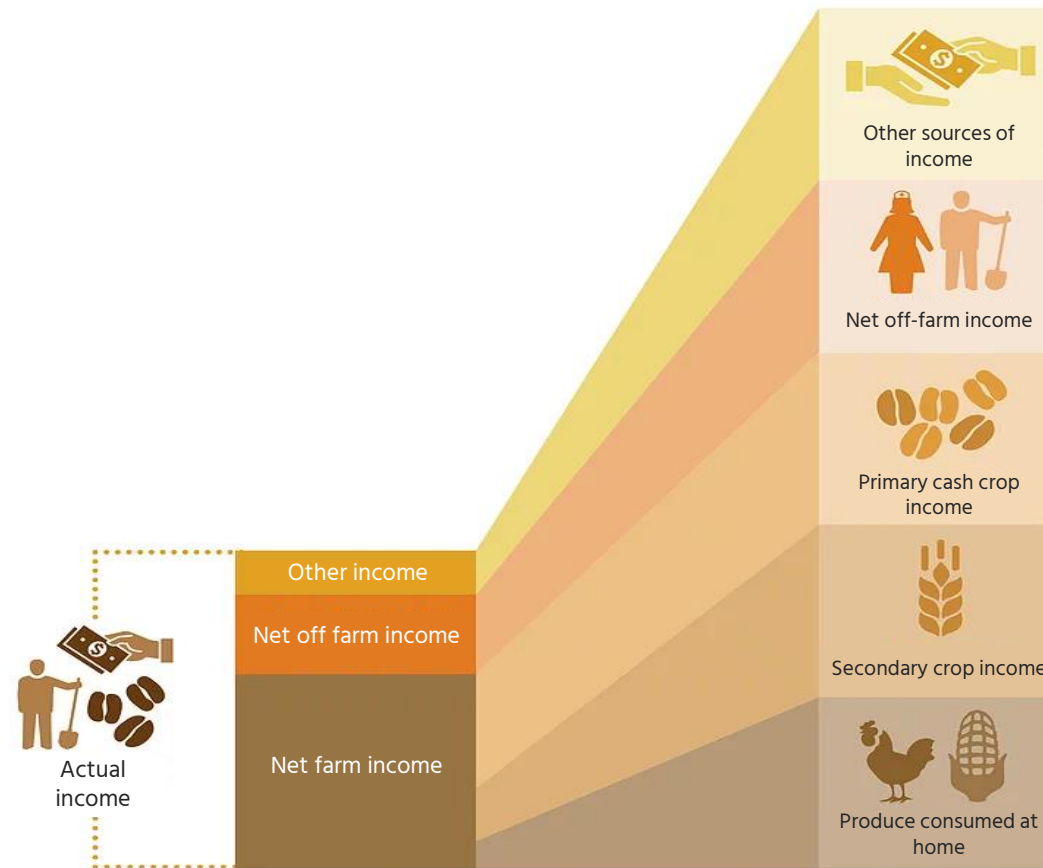 Other sources of
income
Net off-farm income
Primary cash crop
income
Secondary crop income
Produce consumed at
home
Other income
Net off farm income
Net farm income
Actual
income